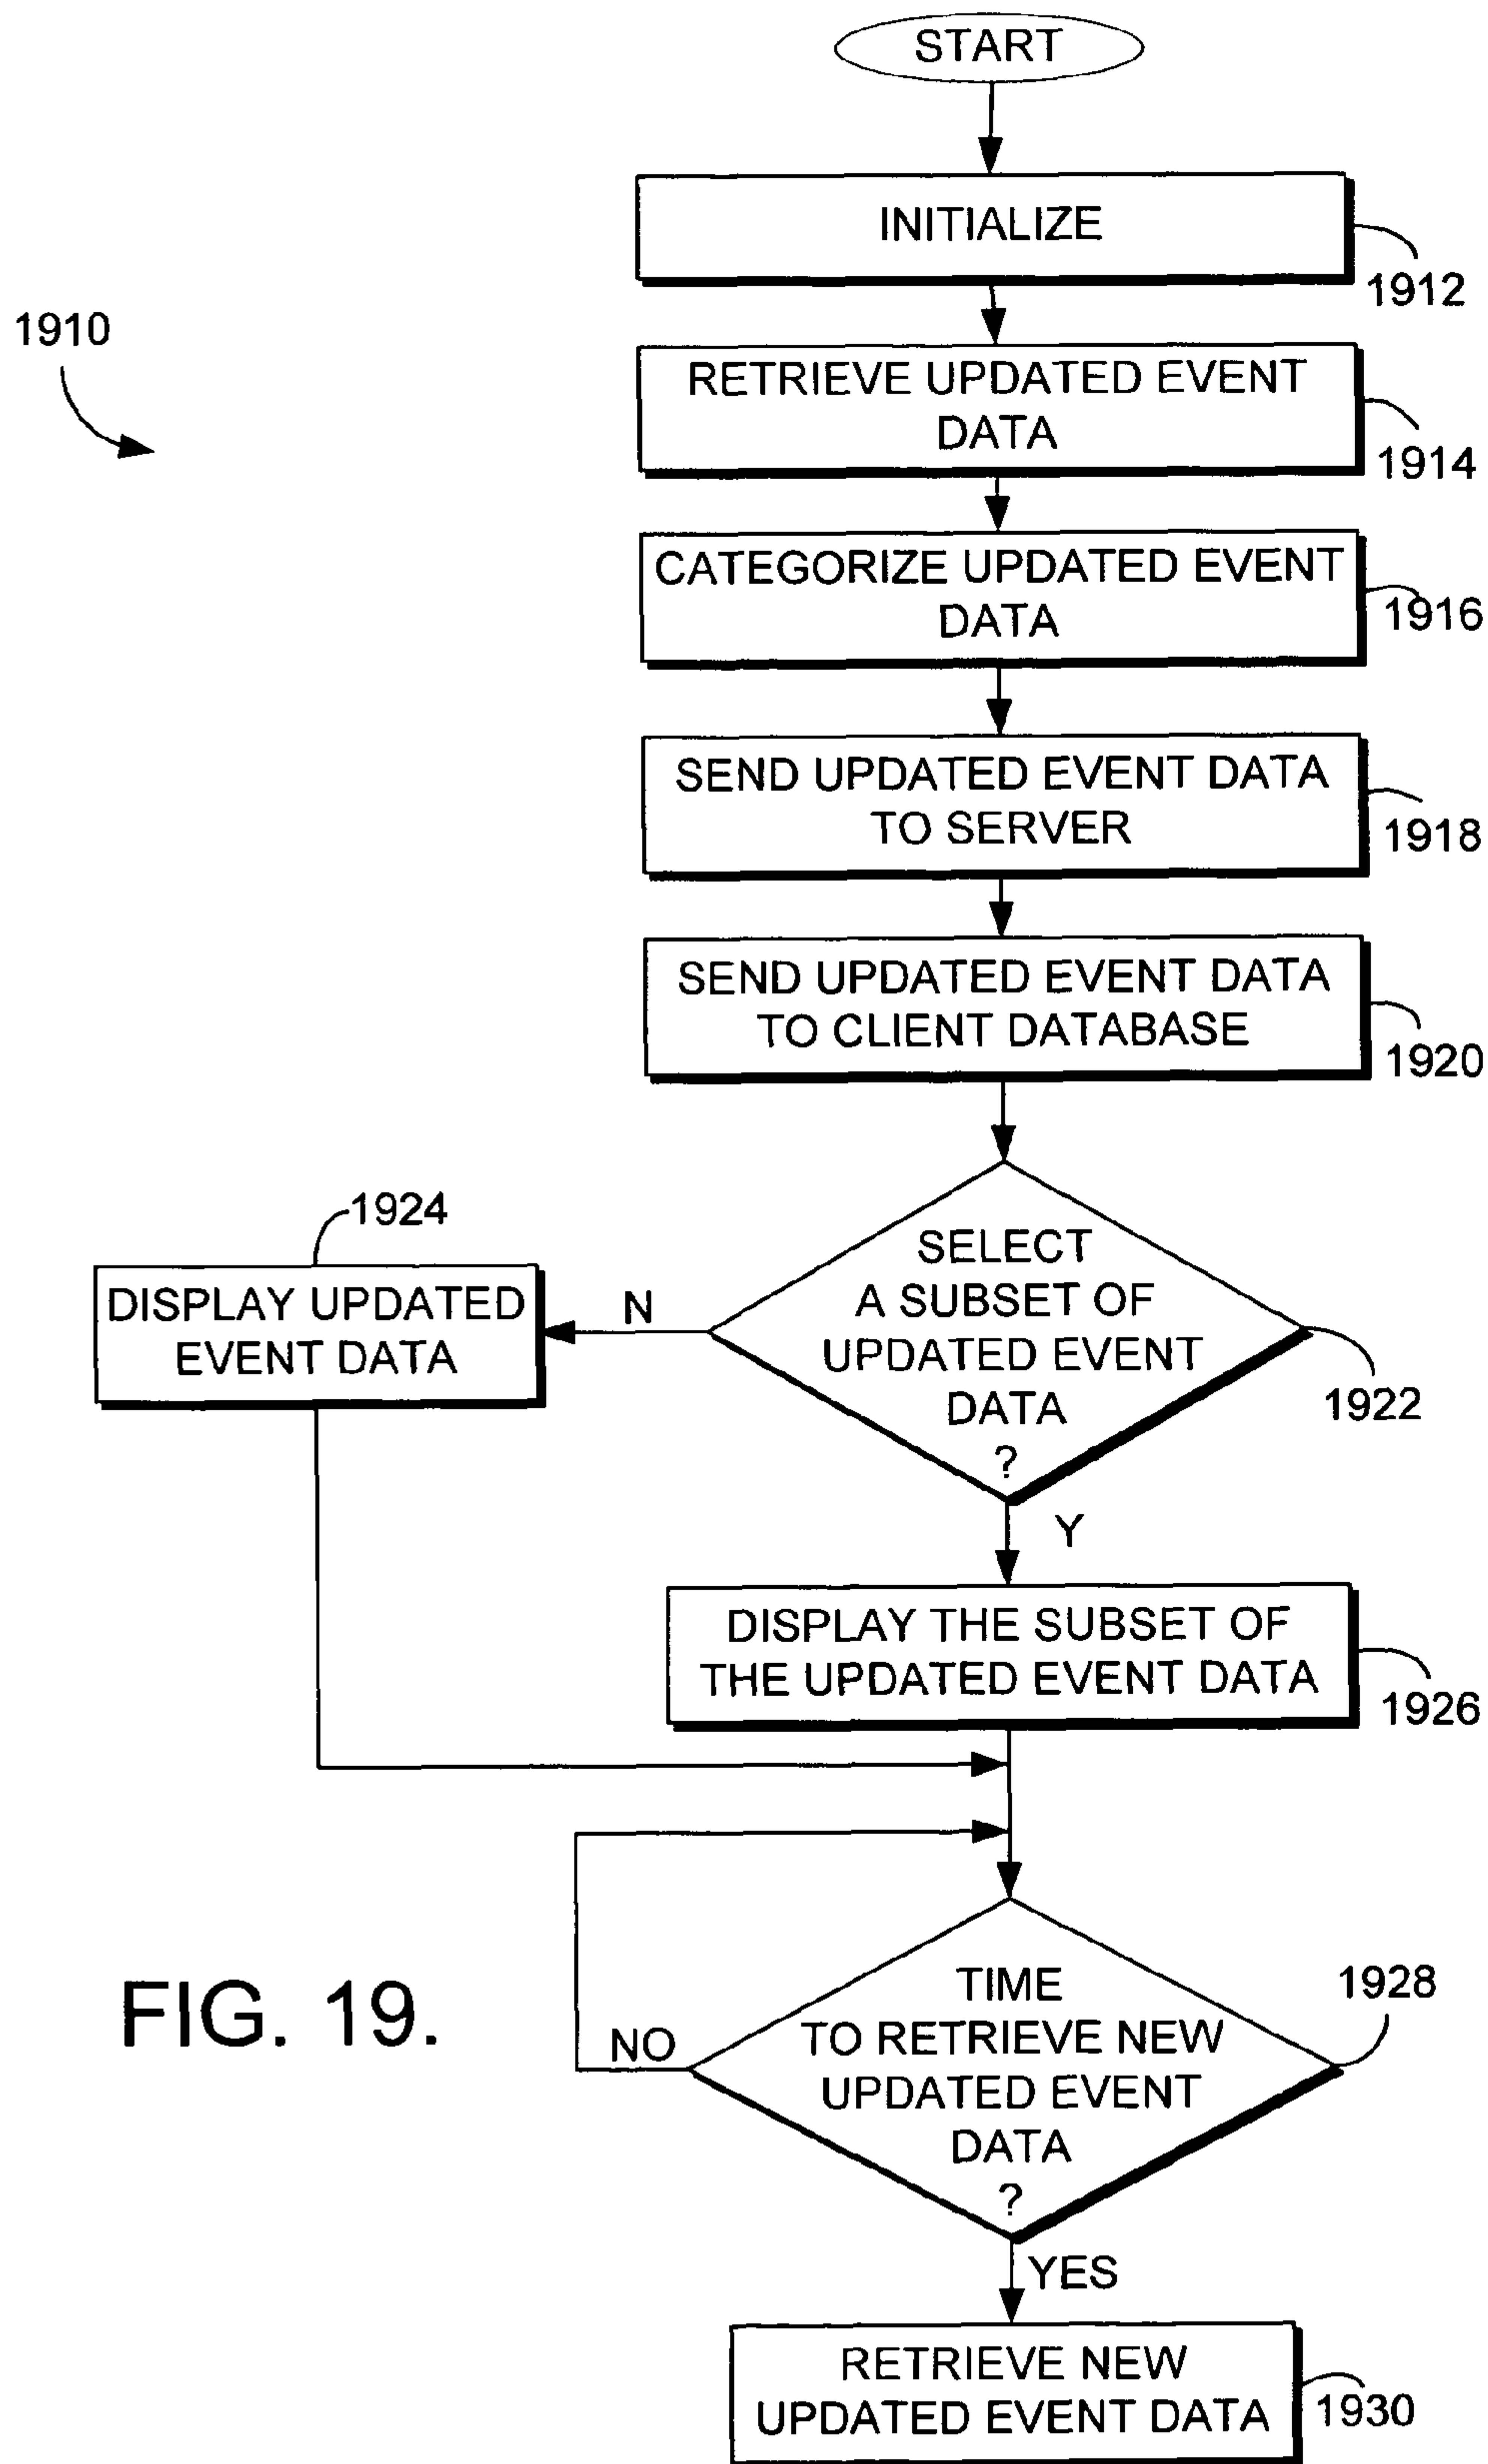 START
INITIALIZE
1912
1910
RETRIEVE UPDATED EVENT
DATA
1914
CATEGORIZE UPDATED EVENT
DATA
1916
SEND UPDATED EVENT DATA
TO SERVER
1918
SEND UPDATED EVENT DATA
TO CLIENT DATABASE
1920
SELECT
A SUBSET OF
UPDATED EVENT
DATA
?
1922
N
1924
DISPLAY UPDATED
EVENT DATA
Y
DISPLAY THE SUBSET OF
THE UPDATED EVENT DATA
1926
TIME
TO RETRIEVE NEW
UPDATED EVENT
DATA
?
1928
NO
FIG. 19.
YES
RETRIEVE NEW
UPDATED EVENT DATA
1930